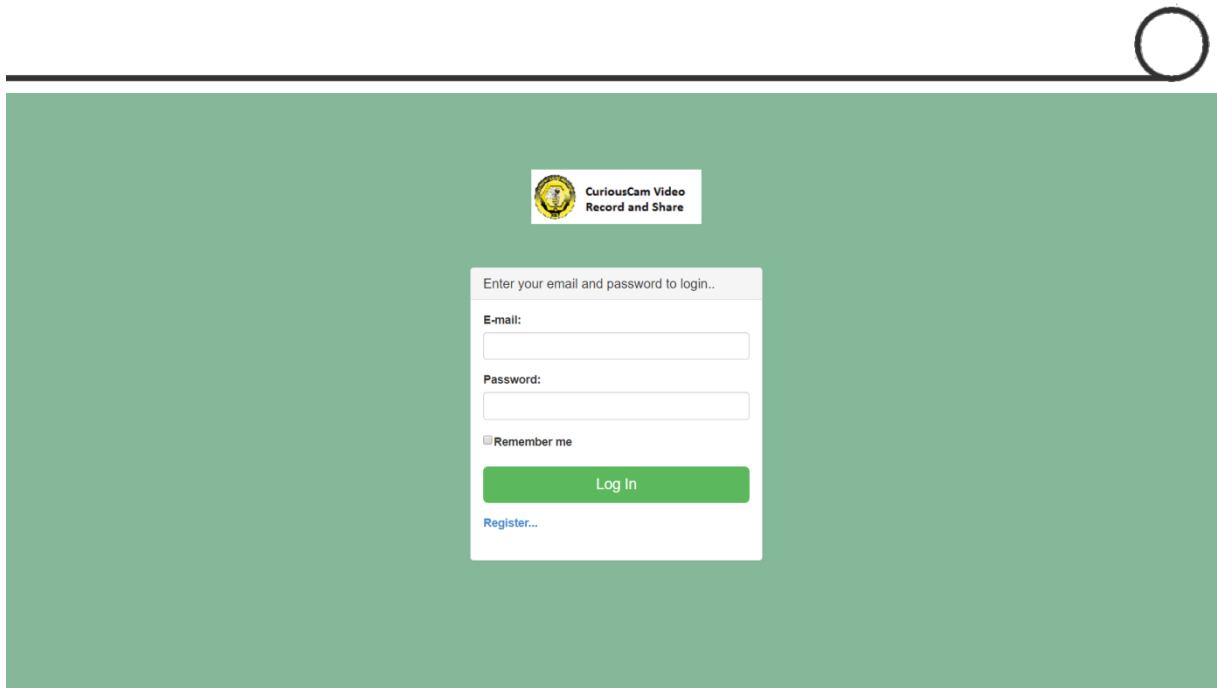 CuriousCam Video
Record and Share
Enter your email and password to login..
E-mail:
Password:
Remember me
Log In
Register...